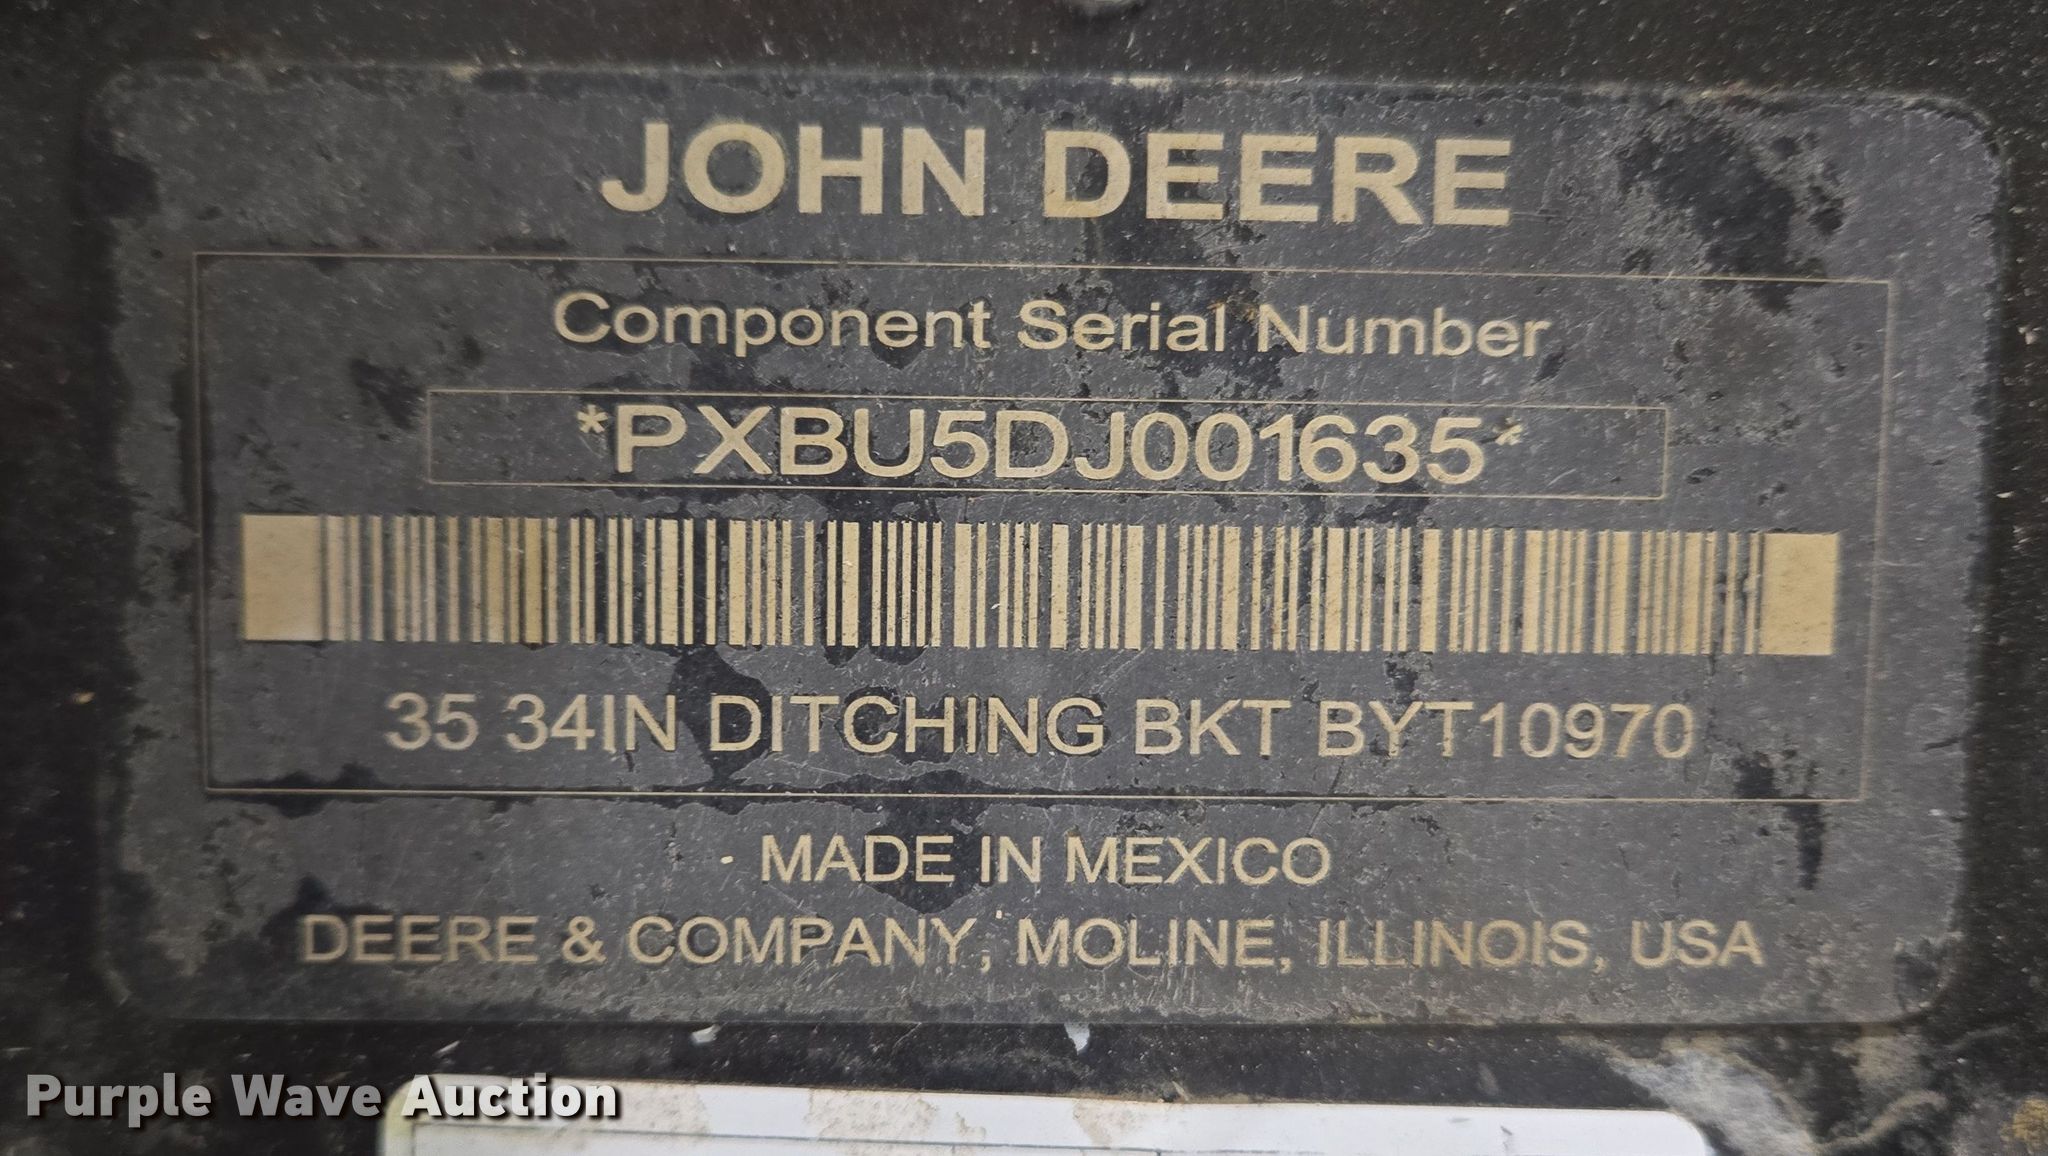 JOHN DEERE
Component Serial Number
*PXBU5DJ001635*
35 34IN DITCHING BKT BYT10970
MADE IN MEXICO
DEERE & COMPANY, MOLINE, ILLINOIS, USA
Purple Wave Auction